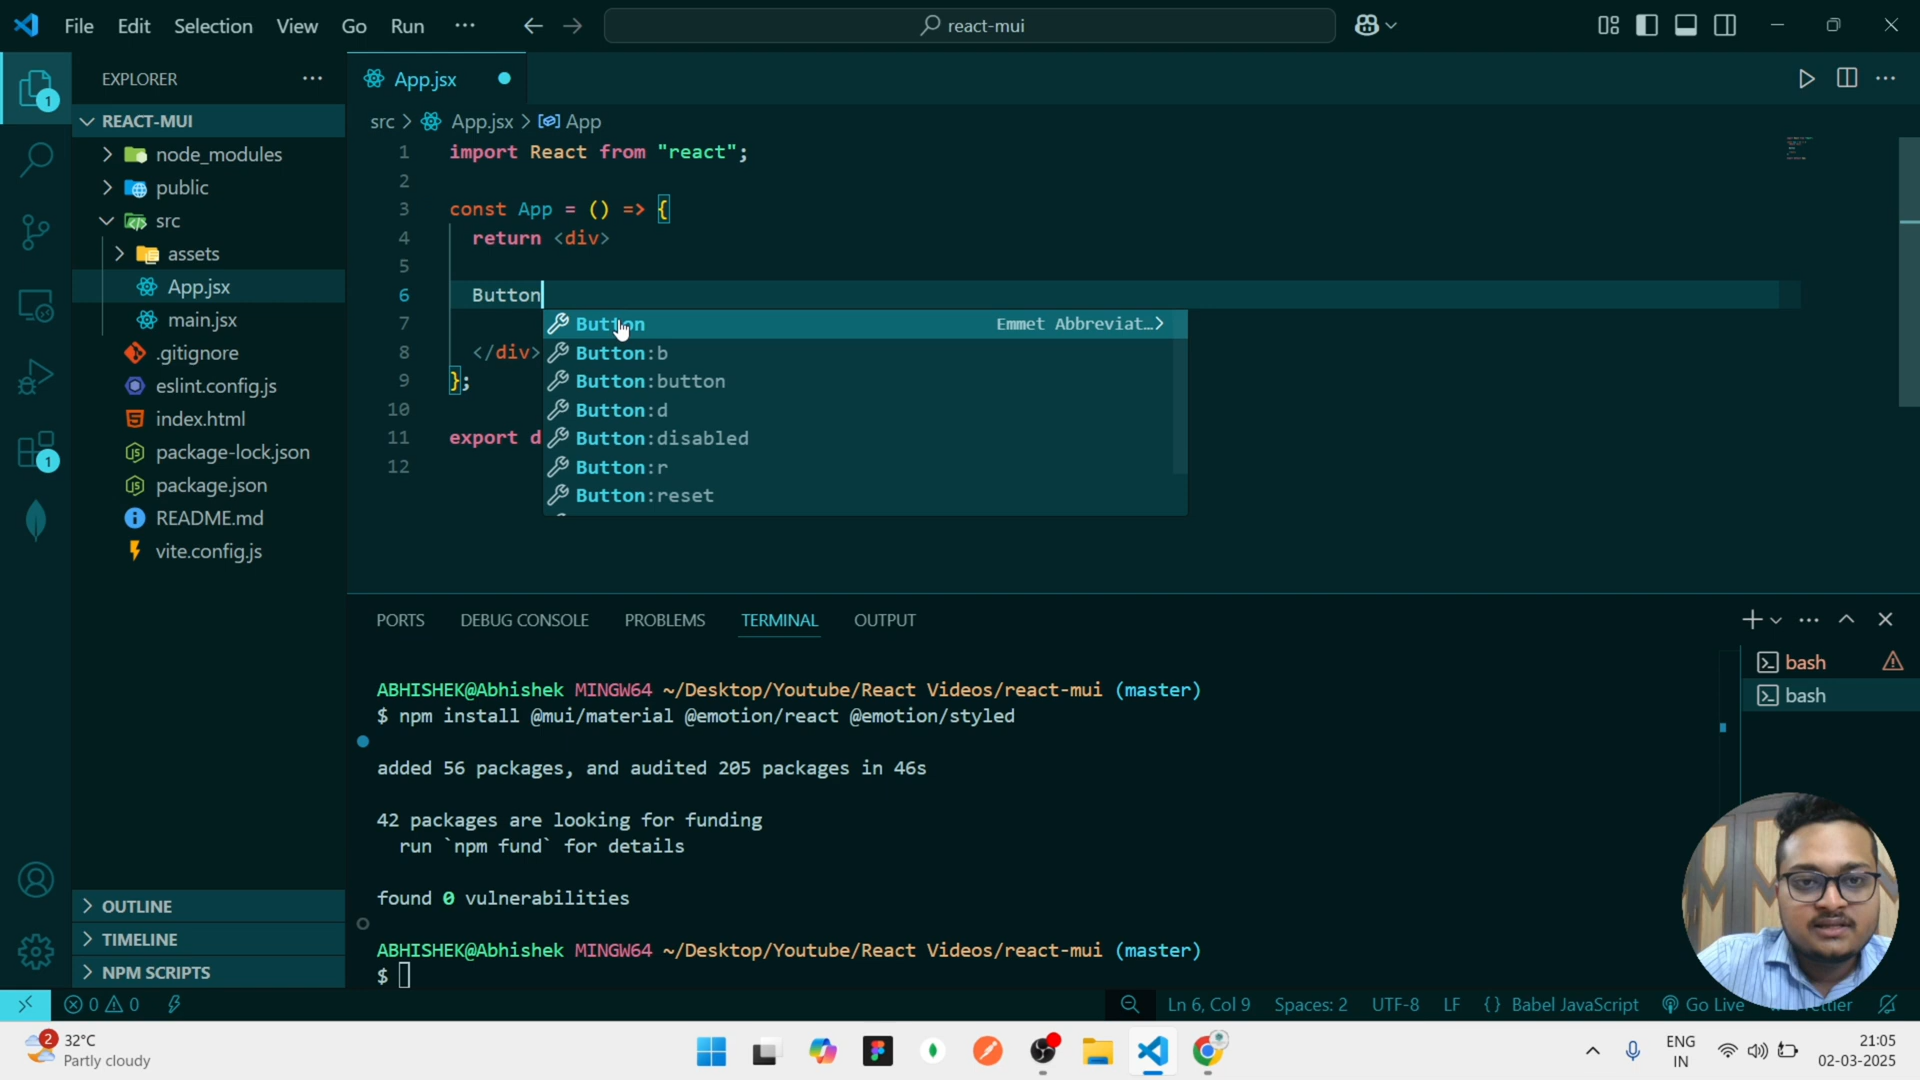 File Edit Selection View Go Run
react-mui
EXPLORER
REACT-MUI
node_modules
public
src
assets
App.jsx
main.jsx
.gitignore
eslint.config.js
index.html
package-lock.json
package.json
README.md
vite.config.js
OUTLINE
TIMELINE
NPM SCRIPTS
1
1
App.jsx
src > App.jsx > App
1 import React from "react";
2
3 const App = () => {
4 return <div>
5
6 Button
7
8 </div>
9 };
10
11 export d
12
Button Emmet Abbreviat...>
Button:b
Button:button
Button:d
Button:disabled
Button:r
Button:reset
PORTS DEBUG CONSOLE PROBLEMS TERMINAL OUTPUT
bash
bash
ABHISHEK@Abhishek MINGW64 ~/Desktop/Youtube/React Videos/react-mui (master)
$ npm install @mui/material @emotion/react @emotion/styled
added 56 packages, and audited 205 packages in 46s
42 packages are looking for funding
run `npm fund` for details
found 0 vulnerabilities
ABHISHEK@Abhishek MINGW64 ~/Desktop/Youtube/React Videos/react-mui (master)
$
0 0 Ln 6, Col 9 Spaces: 2 UTF-8 LF {} Babel JavaScript Go Live
2 32°C
Partly cloudy
ENG
IN
21:05
02-03-2025